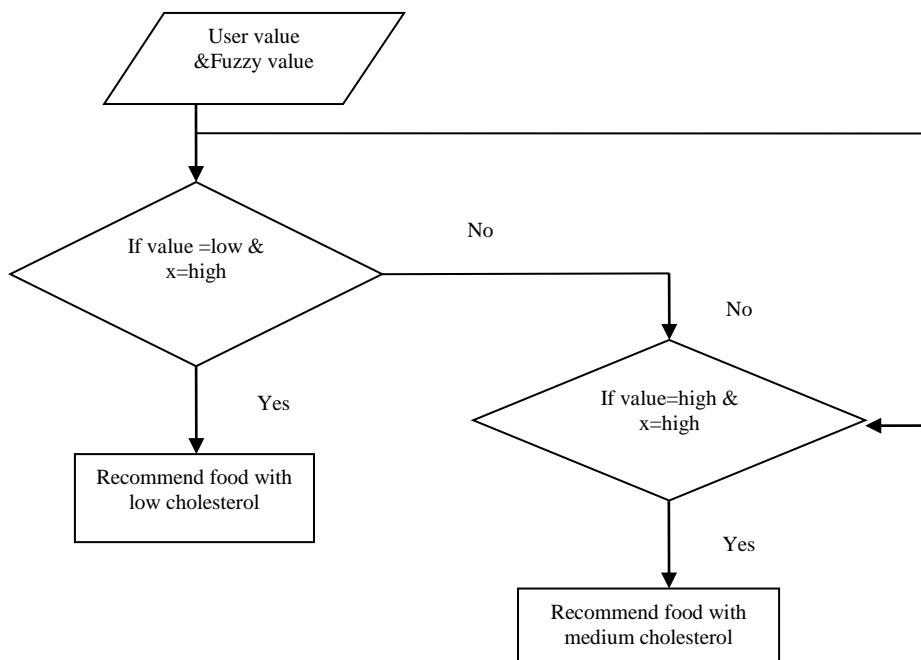 User value
&Fuzzy value
If value =low &
x=high
No
No
If value=high &
x=high
Yes
Recommend food with
low cholesterol
Yes
Recommend food with
medium cholesterol